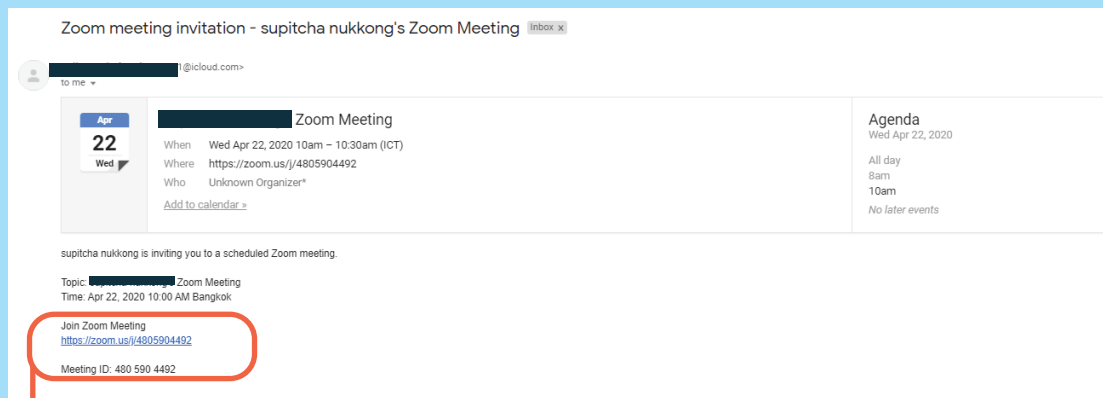 Zoom meeting invitation - supitcha nukkong's Zoom Meeting Inbox x
1@icloud.com>
to me
Apr
22
Wed
Zoom Meeting
When Wed Apr 22, 2020 10am – 10:30am (ICT)
Where https://zoom.us/j/4805904492
Who Unknown Organizer*
Add to calendar »
Agenda
Wed Apr 22, 2020
All day
8am
10am
No later events
supitcha nukkong is inviting you to a scheduled Zoom meeting.
Topic: Zoom Meeting
Time: Apr 22, 2020 10:00 AM Bangkok
Join Zoom Meeting
https://zoom.us/j/4805904492
Meeting ID: 480 590 4492